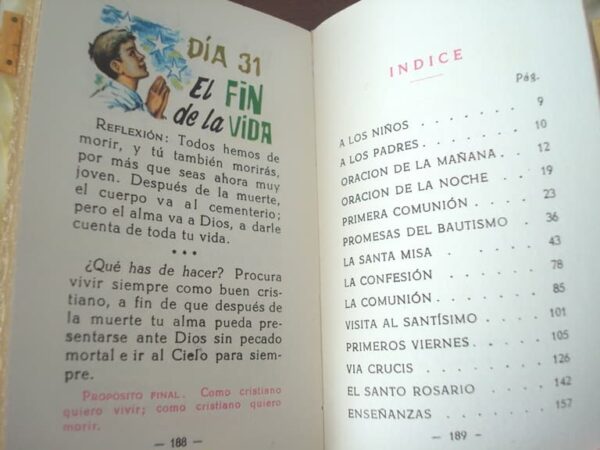 DÍA 31
El FiN
de la ViDA
REFLEXIÓN: Todos hemos de
morir, y tú también morirás,
por más que seas ahora muy
joven. Después de la muerte,
el cuerpo va al cementerio;
pero el alma va a Dios, a darle
cuenta de toda tu vida.
* * *
¿Qué has de hacer? Procura
vivir siempre como buen cris-
tiano, a fin de que después de
la muerte tu alma pueda pre-
sentarse ante Dios sin pecado
mortal e ir al Cielo para siem-
pre.
PROPÓSITO FINAL. Como cristiano
quiero vivir; como cristiano quiero
morir.
— 188 —
INDICE
Pág.
A LOS NIÑOS . . . . . . . 9
A LOS PADRES . . . . . . . 10
ORACION DE LA MAÑANA . . . 12
ORACION DE LA NOCHE . . . 19
PRIMERA COMUNIÓN . . . . 23
PROMESAS DEL BAUTISMO . . 36
LA SANTA MISA . . . . . . 43
LA CONFESIÓN . . . . . . 78
LA COMUNIÓN . . . . . . . 85
VISITA AL SANTÍSIMO . . . . 101
PRIMEROS VIERNES . . . . . 105
VIA CRUCIS . . . . . . . 126
EL SANTO ROSARIO . . . . . 142
ENSEÑANZAS . . . . . . . 157
— 189 —